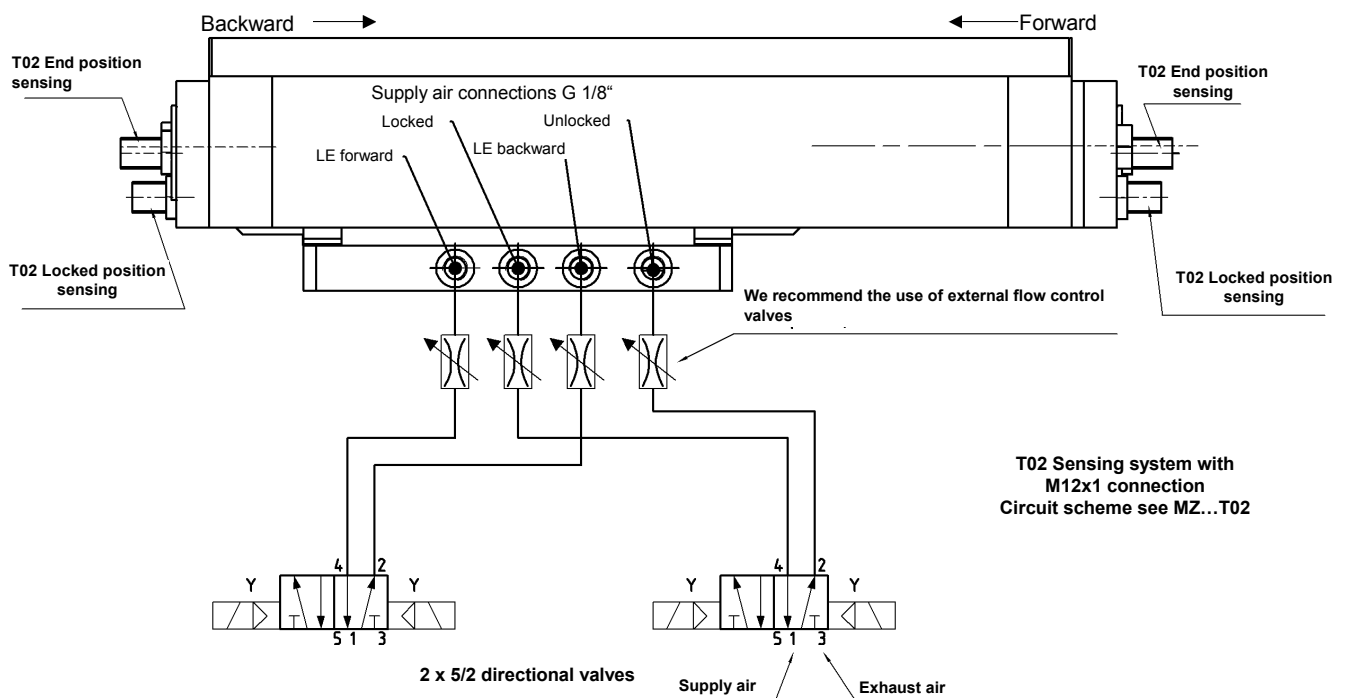 Backward
Forward
T02 End position
sensing
T02 End position
sensing
Supply air connections G 1/8“
Locked
Unlocked
LE forward
LE backward
T02 Locked position
sensing
T02 Locked position
sensing
We recommend the use of external flow control
valves
T02 Sensing system with
M12x1 connection
Circuit scheme see MZ…T02
4 2
Y Y
5 1 3
4 2
Y Y
5 1 3
2 x 5/2 directional valves
Supply air
Exhaust air